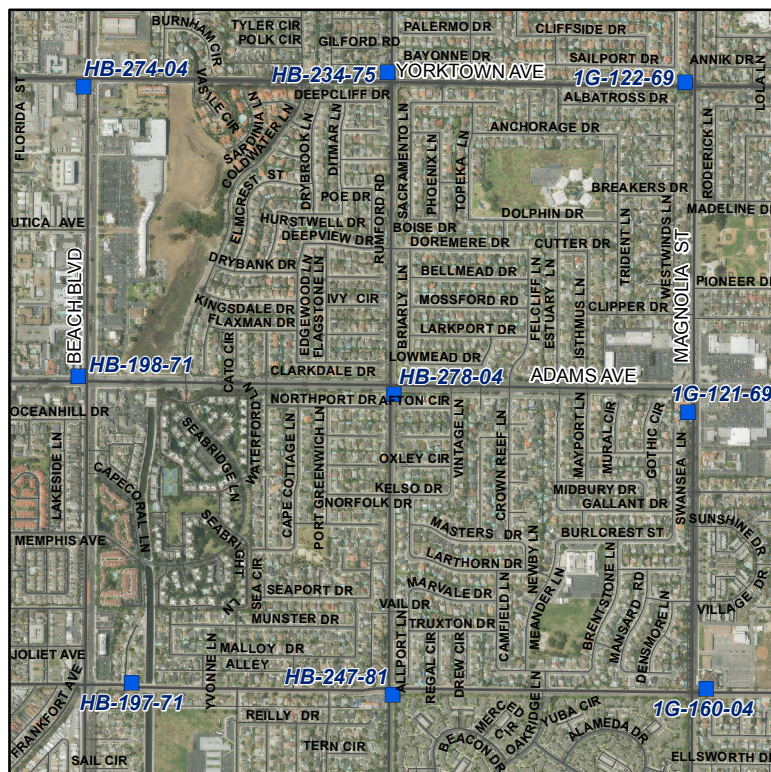 BURNHAM CIR
TYLER CIR
POLK CIR
GILFORD RD
PALERMO DR
CLIFFSIDE DR
BAYONNE DR
SAILPORT DR
ANNIK DR
LOLA LN
FLORIDA ST
HB-274-04
VASILE CIR
HB-234-75
YORKTOWN AVE
1G-122-69
DEEPCLIFF DR
ALBATROSS DR
SARDINIA LN
COLDWATER LN
DRYBROOK LN
DITMAR LN
SACRAMENTO LN
PHOENIX LN
TOPEKA LN
ANCHORAGE DR
RODERICK LN
ELMCREST ST
POE DR
RUMFORD RD
BREAKERS DR
UTICA AVE
HURSTWELL DR
DEEPVIEW DR
BOISE DR
DOLPHIN DR
MADELINE DR
DOREMERE DR
CUTTER DR
TRIDENT LN
WESTWINDS LN
DRYBANK DR
BELLMEAD DR
PIONEER DR
BEACH BLVD
EDGEWOOD LN
FLAGSTONE LN
IVY CIR
BRIARLY LN
MOSSFORD RD
FELCLIFF LN
ESTUARY LN
ISTHMUS LN
CLIPPER DR
MAGNOLIA ST
KINGSDALE DR
FLAXMAN DR
LARKPORT DR
CATO CIR
LOWMEAD DR
HB-198-71
CLARKDALE DR
HB-278-04
ADAMS AVE
1G-121-69
OCEANHILL DR
NORTHPORT DR
AFTON CIR
LAKESIDE LN
SEABRIDGE LN
WATERFORD LN
CAPE COTTAGE LN
PORT GREENWICH LN
VINTAGE LN
CROWN REEF LN
MAYPORT LN
MURAL CIR
GOTHIC CIR
SWANSEA LN
CAPECORAL LN
OXLEY CIR
KELSO DR
NORFOLK DR
MIDBURY DR
GALLANT DR
MEMPHIS AVE
SEABRIGHT LN
MASTERS DR
BURLCREST ST
SUNSHINE DR
LARTHORN DR
NEWBY LN
SEA CIR
SEAPORT DR
MARVALE DR
CAMFIELD LN
MEANDER LN
BRENTSTONE LN
MANSARD RD
DENSMORE LN
VILLAGE DR
MUNSTER DR
VAIL DR
TRUXTON DR
JOLIET AVE
MALLOY DR
ALLEY
YVONNE LN
ALLPORT LN
REGAL CIR
DREW CIR
HB-197-71
HB-247-81
1G-160-04
FRANKFORT AVE
REILLY DR
MERCED CIR
OAKRIDGE LN
YUBA CIR
ALAMEDA DR
BEACON DR
SAIL CIR
TERN CIR
ELLSWORTH DR